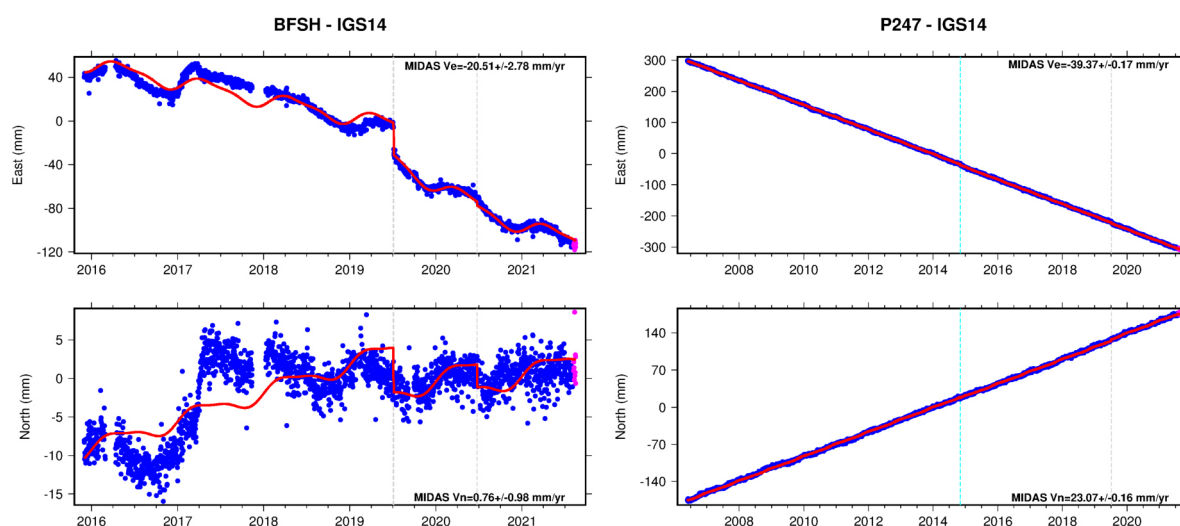 BFSH - IGS14
MIDAS Ve=-20.51+/-2.78 mm/yr
East (mm)
40
0
-40
-80
-120
2016 2017 2018 2019 2020 2021
North (mm)
5
0
-5
-10
-15
MIDAS Vn=0.76+/-0.98 mm/yr
2016 2017 2018 2019 2020 2021
P247 - IGS14
MIDAS Ve=-39.37+/-0.17 mm/yr
East (mm)
300
200
100
0
-100
-200
-300
2008 2010 2012 2014 2016 2018 2020
North (mm)
140
70
0
-70
-140
MIDAS Vn=23.07+/-0.16 mm/yr
2008 2010 2012 2014 2016 2018 2020